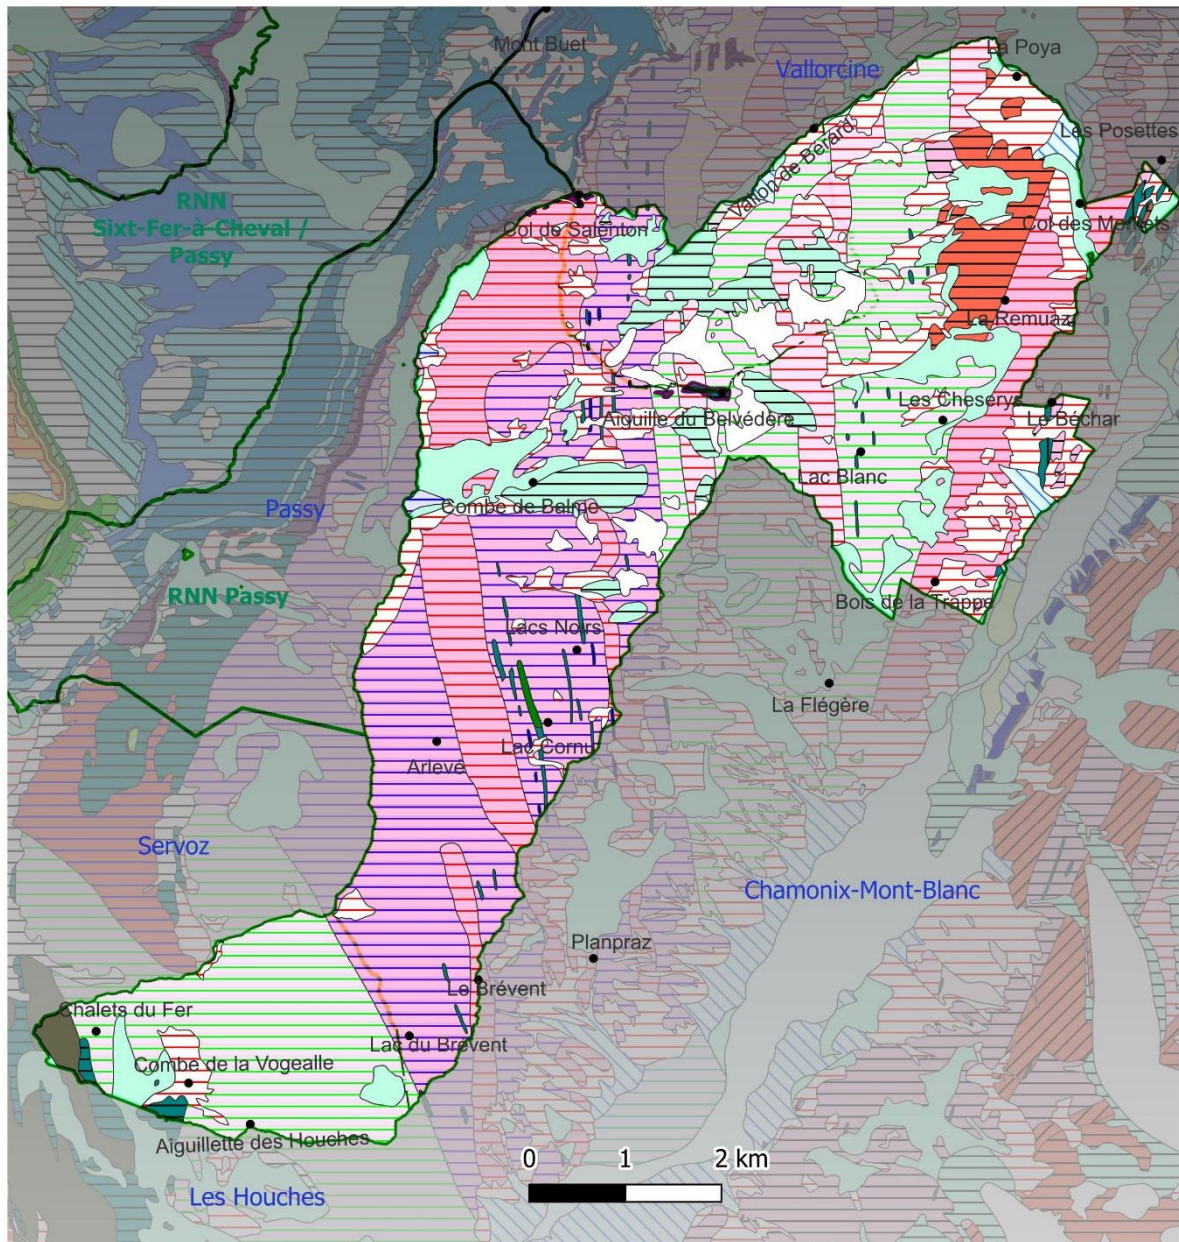 Mont Buet
La Poya
Vallorcine
Les Posettes
Vallon de Bérard
RNN
Sixt-Fer-à-Cheval /
Passy
Col de Salenton
Col des Montets
La Remuaz
Les Cheserys
Le Béchar
Aiguille du Belvédère
Lac Blanc
Combe de Balme
Passy
RNN Passy
Bois de la Trappe
Lacs Noirs
La Flégère
Lac Cornu
Arlevé
Servoz
Chamonix-Mont-Blanc
Planpraz
Le Brévent
Chalets du Fer
Lac du Brévent
Combe de la Vogealle
Aiguillette des Houches
0 1 2 km
Les Houches